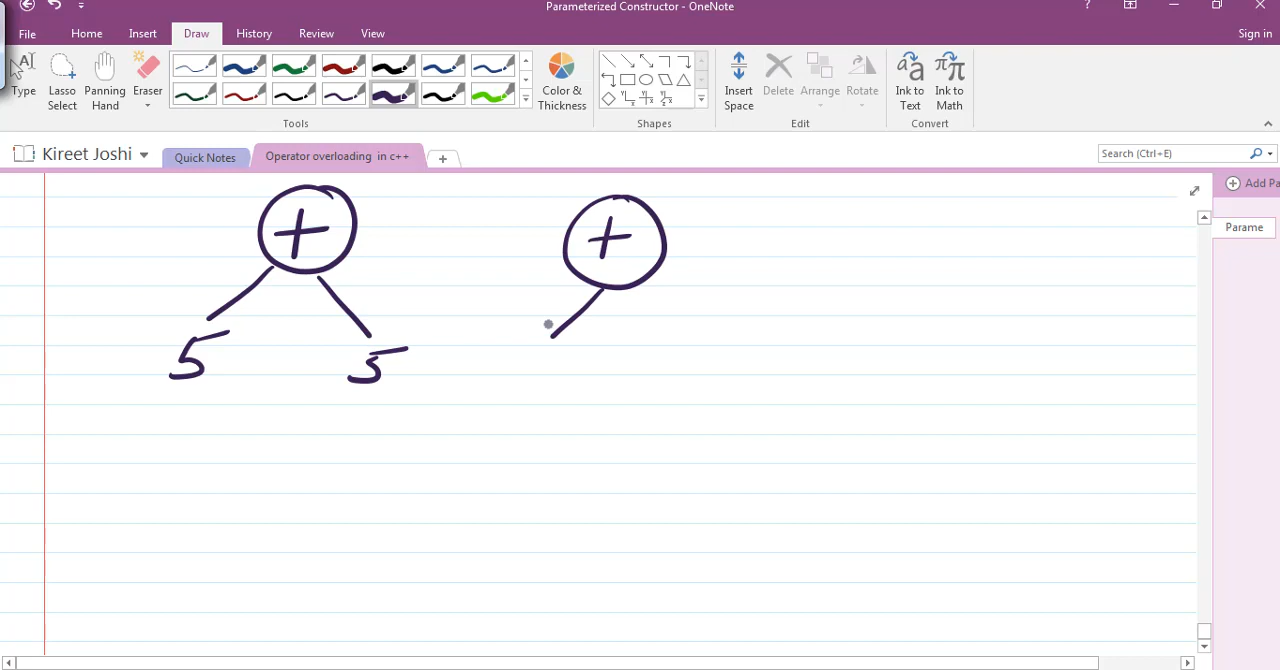 Parameterized Constructor - OneNote
File Home Insert Draw History Review View
Sign in
Type Lasso Select Panning Hand Eraser
Color & Thickness
Insert Space Delete Arrange Rotate
Ink to Text Ink to Math
Tools Shapes Edit Convert
Kireet Joshi Quick Notes Operator overloading in c++
Search (Ctrl+E)
Add Pa
Parame
+ +
5 5